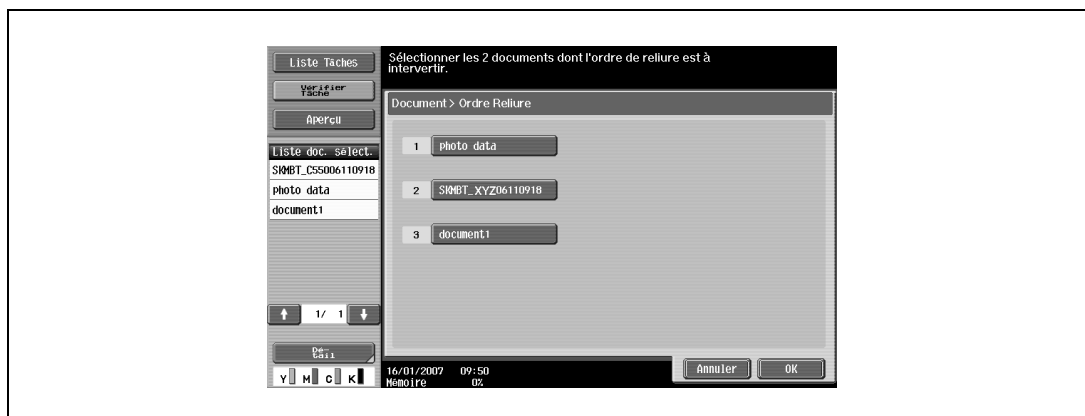 Liste Tâches
Sélectionner les 2 documents dont l'ordre de reliure est à
intervertir.
Vérifier
Tâche
Document > Ordre Reliure
Aperçu
1 photo data
Liste doc. sélect.
SKMBT_C55006110918
photo data
2 SKMBT_XYZ06110918
document1
3 document1
1/ 1
Dé-
tail
16/01/2007 09:50
Mémoire 0%
Annuler OK
Y M C K